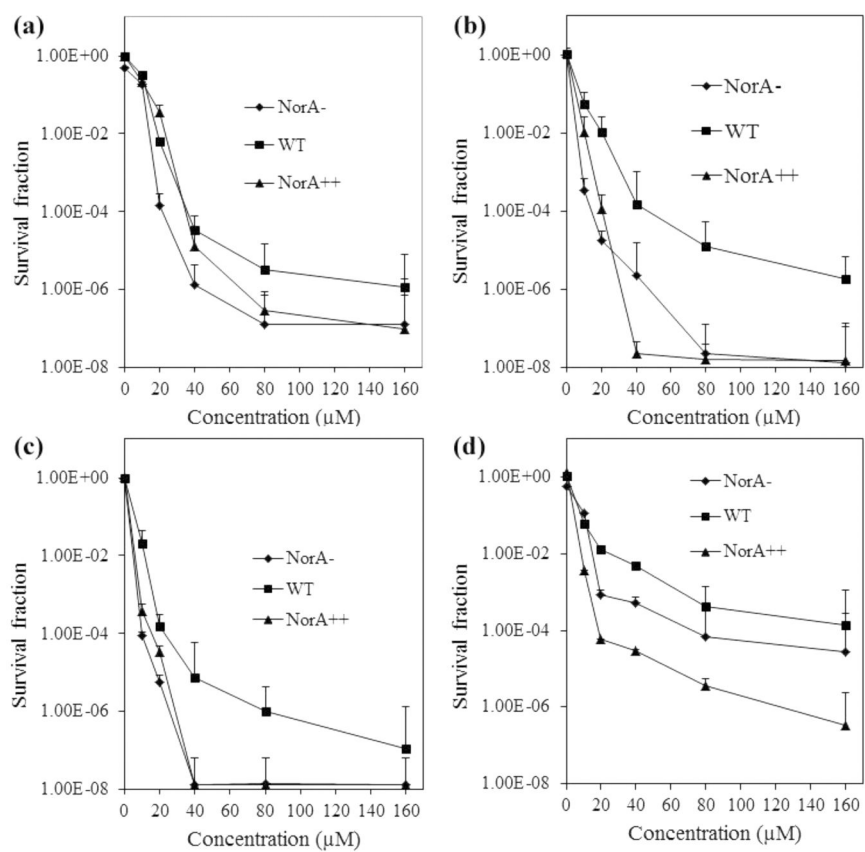 (a)
1.00E+00
1.00E-02
1.00E-04
1.00E-06
1.00E-08
Survival fraction
NorA-
WT
NorA++
0 20 40 60 80 100 120 140 160
Concentration (µM)
(b)
1.00E+00
1.00E-02
1.00E-04
1.00E-06
1.00E-08
Survival fraction
NorA-
WT
NorA++
0 20 40 60 80 100 120 140 160
Concentration (µM)
(c)
1.00E+00
1.00E-02
1.00E-04
1.00E-06
1.00E-08
Survival fraction
NorA-
WT
NorA++
0 20 40 60 80 100 120 140 160
Concentration (µM)
(d)
1.00E+00
1.00E-02
1.00E-04
1.00E-06
1.00E-08
Survival fraction
NorA-
WT
NorA++
0 20 40 60 80 100 120 140 160
Concentration (µM)